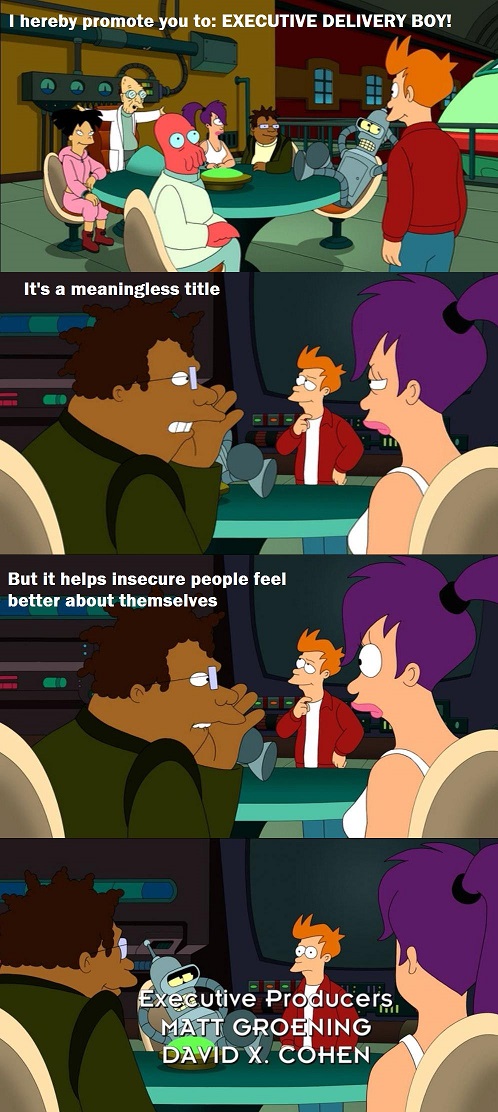 I hereby promote you to: EXECUTIVE DELIVERY BOY!
It's a meaningless title
But it helps insecure people feel
better about themselves
Executive Producers
MATT GROENING
DAVID X. COHEN